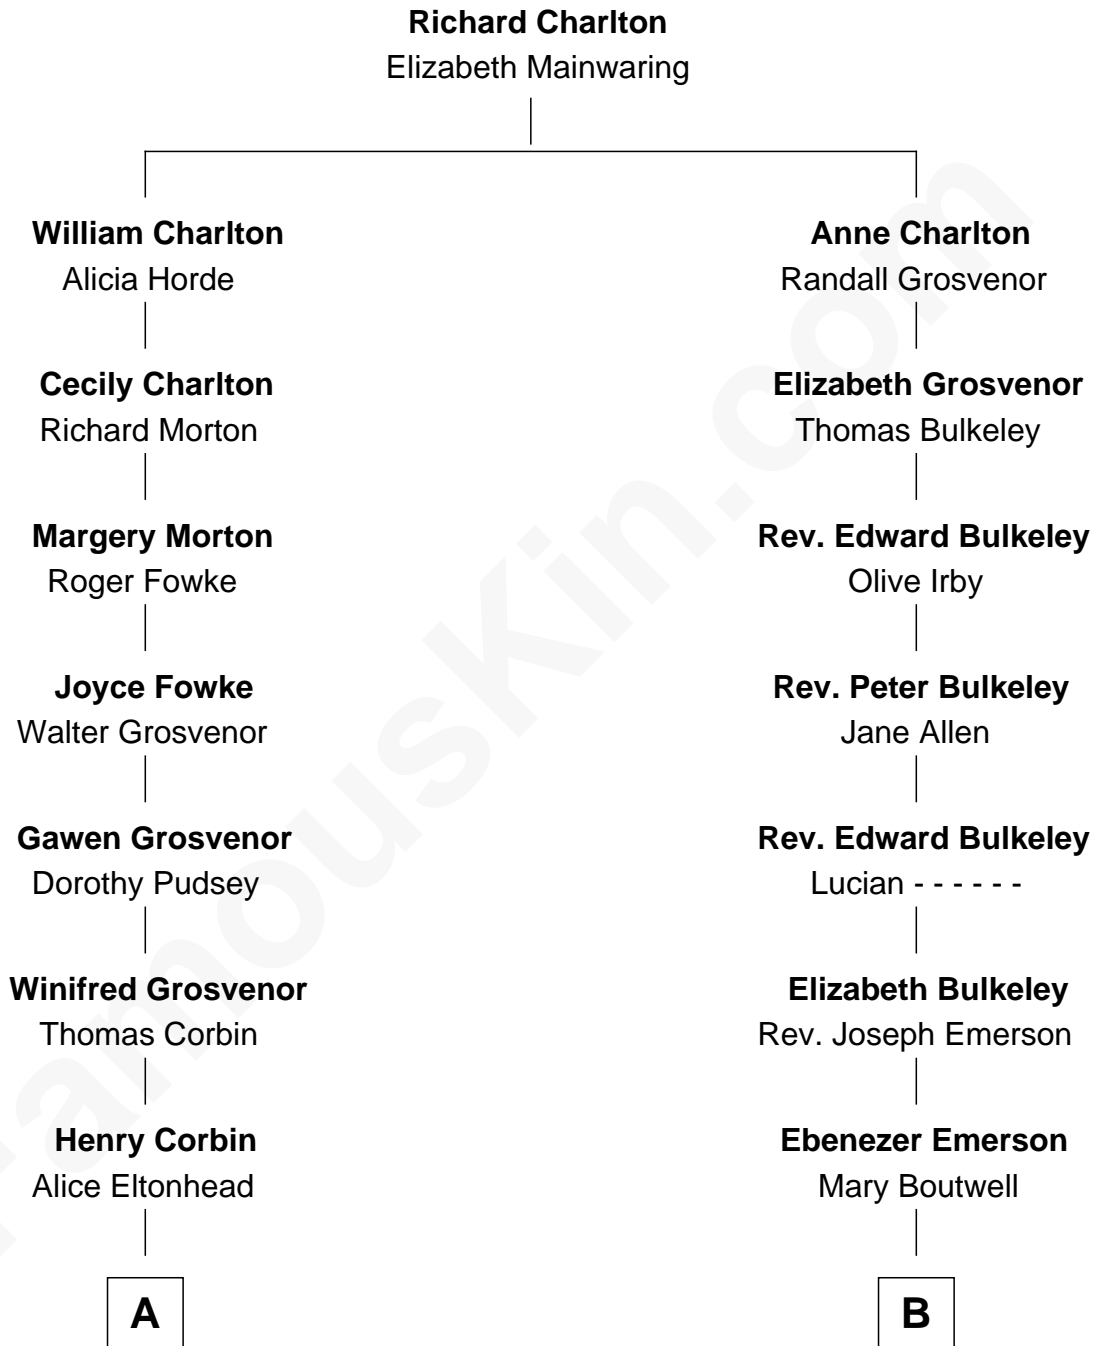 Richard Charlton
Elizabeth Mainwaring
William Charlton
Alicia Horde
Anne Charlton
Randall Grosvenor
Cecily Charlton
Richard Morton
Elizabeth Grosvenor
Thomas Bulkeley
Margery Morton
Roger Fowke
Rev. Edward Bulkeley
Olive Irby
Joyce Fowke
Walter Grosvenor
Rev. Peter Bulkeley
Jane Allen
Gawen Grosvenor
Dorothy Pudsey
Rev. Edward Bulkeley
Lucian - - - - - -
Winifred Grosvenor
Thomas Corbin
Elizabeth Bulkeley
Rev. Joseph Emerson
Henry Corbin
Alice Eltonhead
Ebenezer Emerson
Mary Boutwell
A
B
FamousKin.com